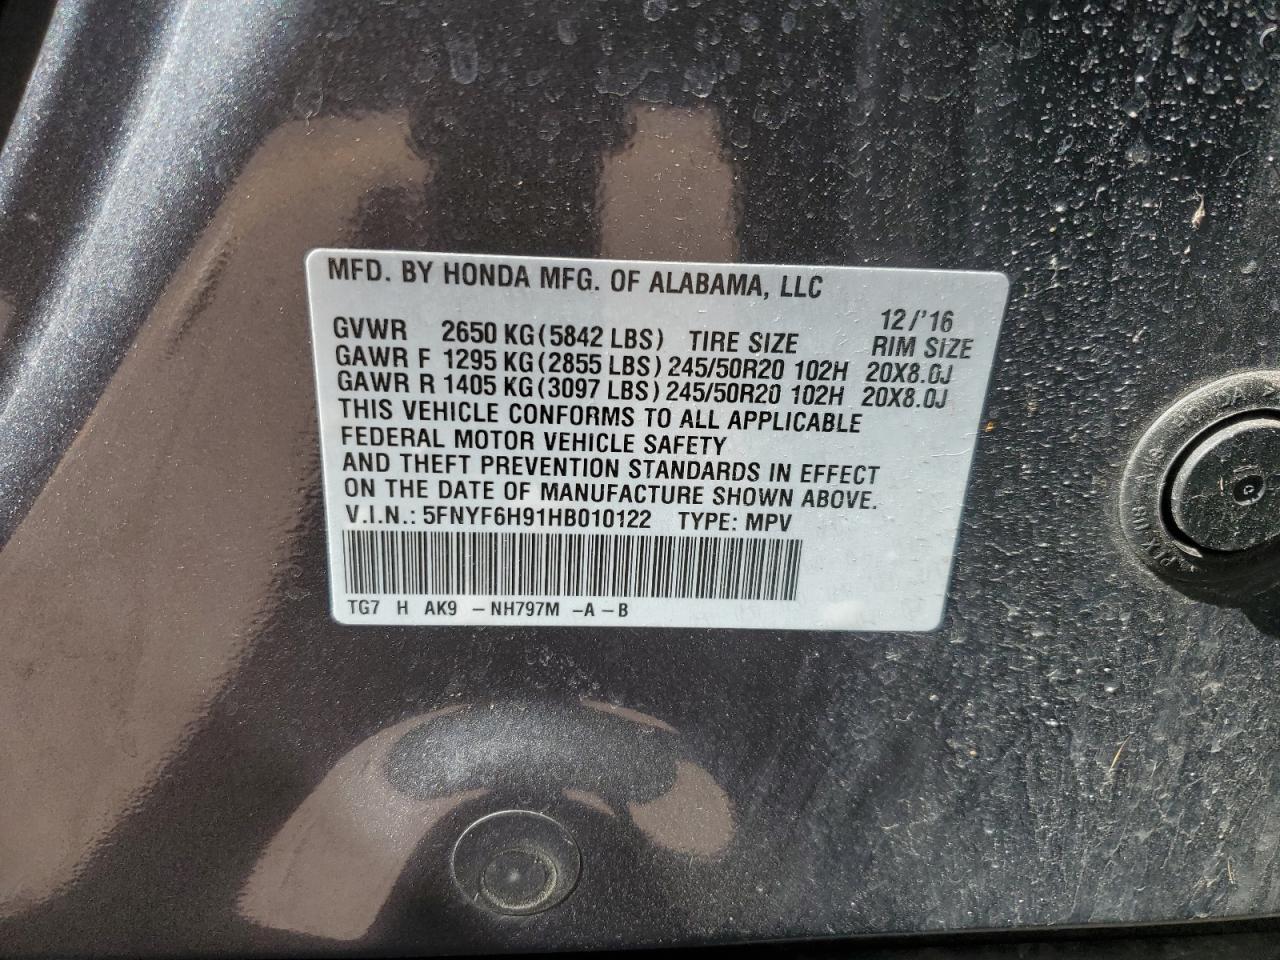 MFD. BY HONDA MFG. OF ALABAMA, LLC
12/'16
GVWR 2650 KG(5842 LBS) TIRE SIZE RIM SIZE
GAWR F 1295 KG(2855 LBS) 245/50R20 102H 20X8.0J
GAWR R 1405 KG(3097 LBS) 245/50R20 102H 20X8.0J
THIS VEHICLE CONFORMS TO ALL APPLICABLE
FEDERAL MOTOR VEHICLE SAFETY
AND THEFT PREVENTION STANDARDS IN EFFECT
ON THE DATE OF MANUFACTURE SHOWN ABOVE.
V.I.N.: 5FNYF6H91HB010122 TYPE: MPV
TG7 H AK9 -NH797M -A -B